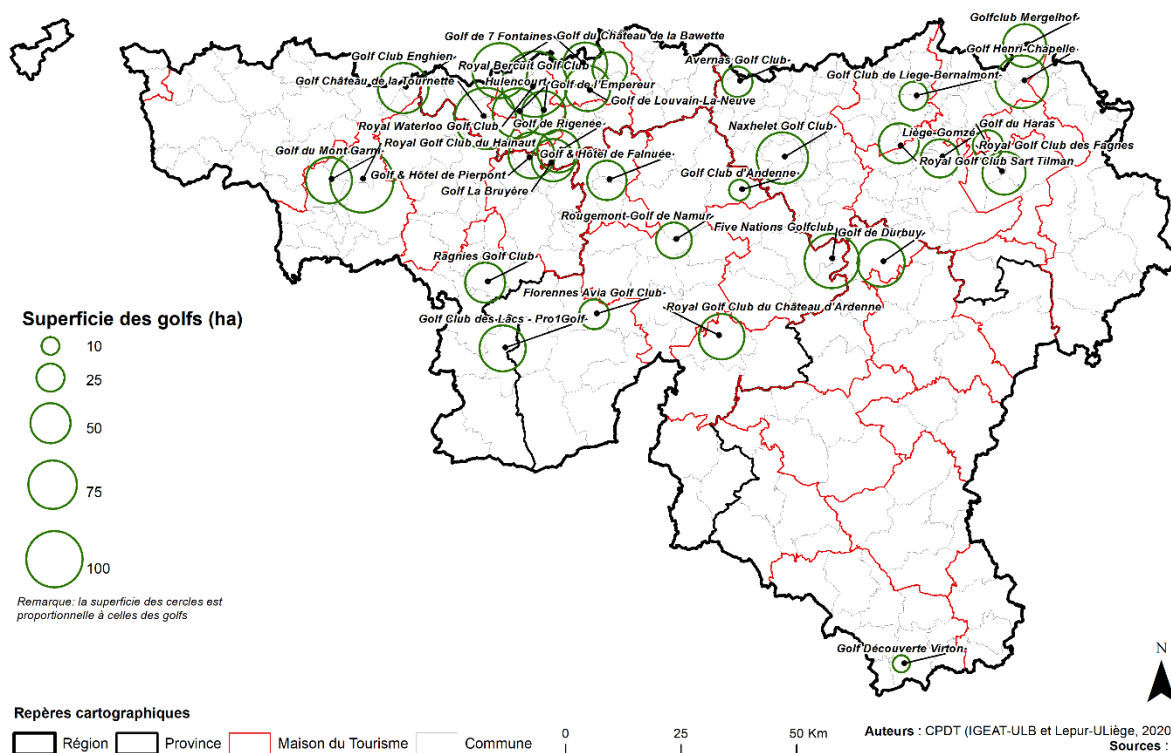 Golfclub Mergelhof
Golf de 7 Fontaines
Golf du Château de la Bawette
Golf Henri-Chapelle
Golf Club Enghien
Royal Bercuit Golf Club
Avernas Golf Club
Golf Château de la Tournette
Hulencourt
Golf de l'Empereur
Golf Club de Liege-Bernalmont
Golf de Louvain-La-Neuve
Royal Waterloo Golf Club
Golf de Rigenée
Naxhelet Golf Club
Golf du Haras
Liège-Gomzé
Royal Golf Club du Hainaut
Royal Golf Club des Fagnes
Golf du Mont Garni
Golf & Hôtel de Falnuée
Royal Golf Club Sart Tilman
Golf & Hôtel de Pierpont
Golf Club d'Andenne
Golf La Bruyère
Rougemont-Golf de Namur
Five Nations Golfclub
Golf de Durbuy
Ragnies Golf Club
Florennes Avia Golf Club
Royal Golf Club du Château d'Ardenne
Golf Club des Lacs - Pro1Golf
Superficie des golfs (ha)
10
25
50
75
100
Remarque: la superficie des cercles est
proportionnelle à celles des golfs
Golf Découverte Virton
N
Repères cartographiques
Région Province Maison du Tourisme Commune
0 25 50 Km
Auteurs : CPDT (IGEAT-ULB et Lepur-ULiège,
Sources :